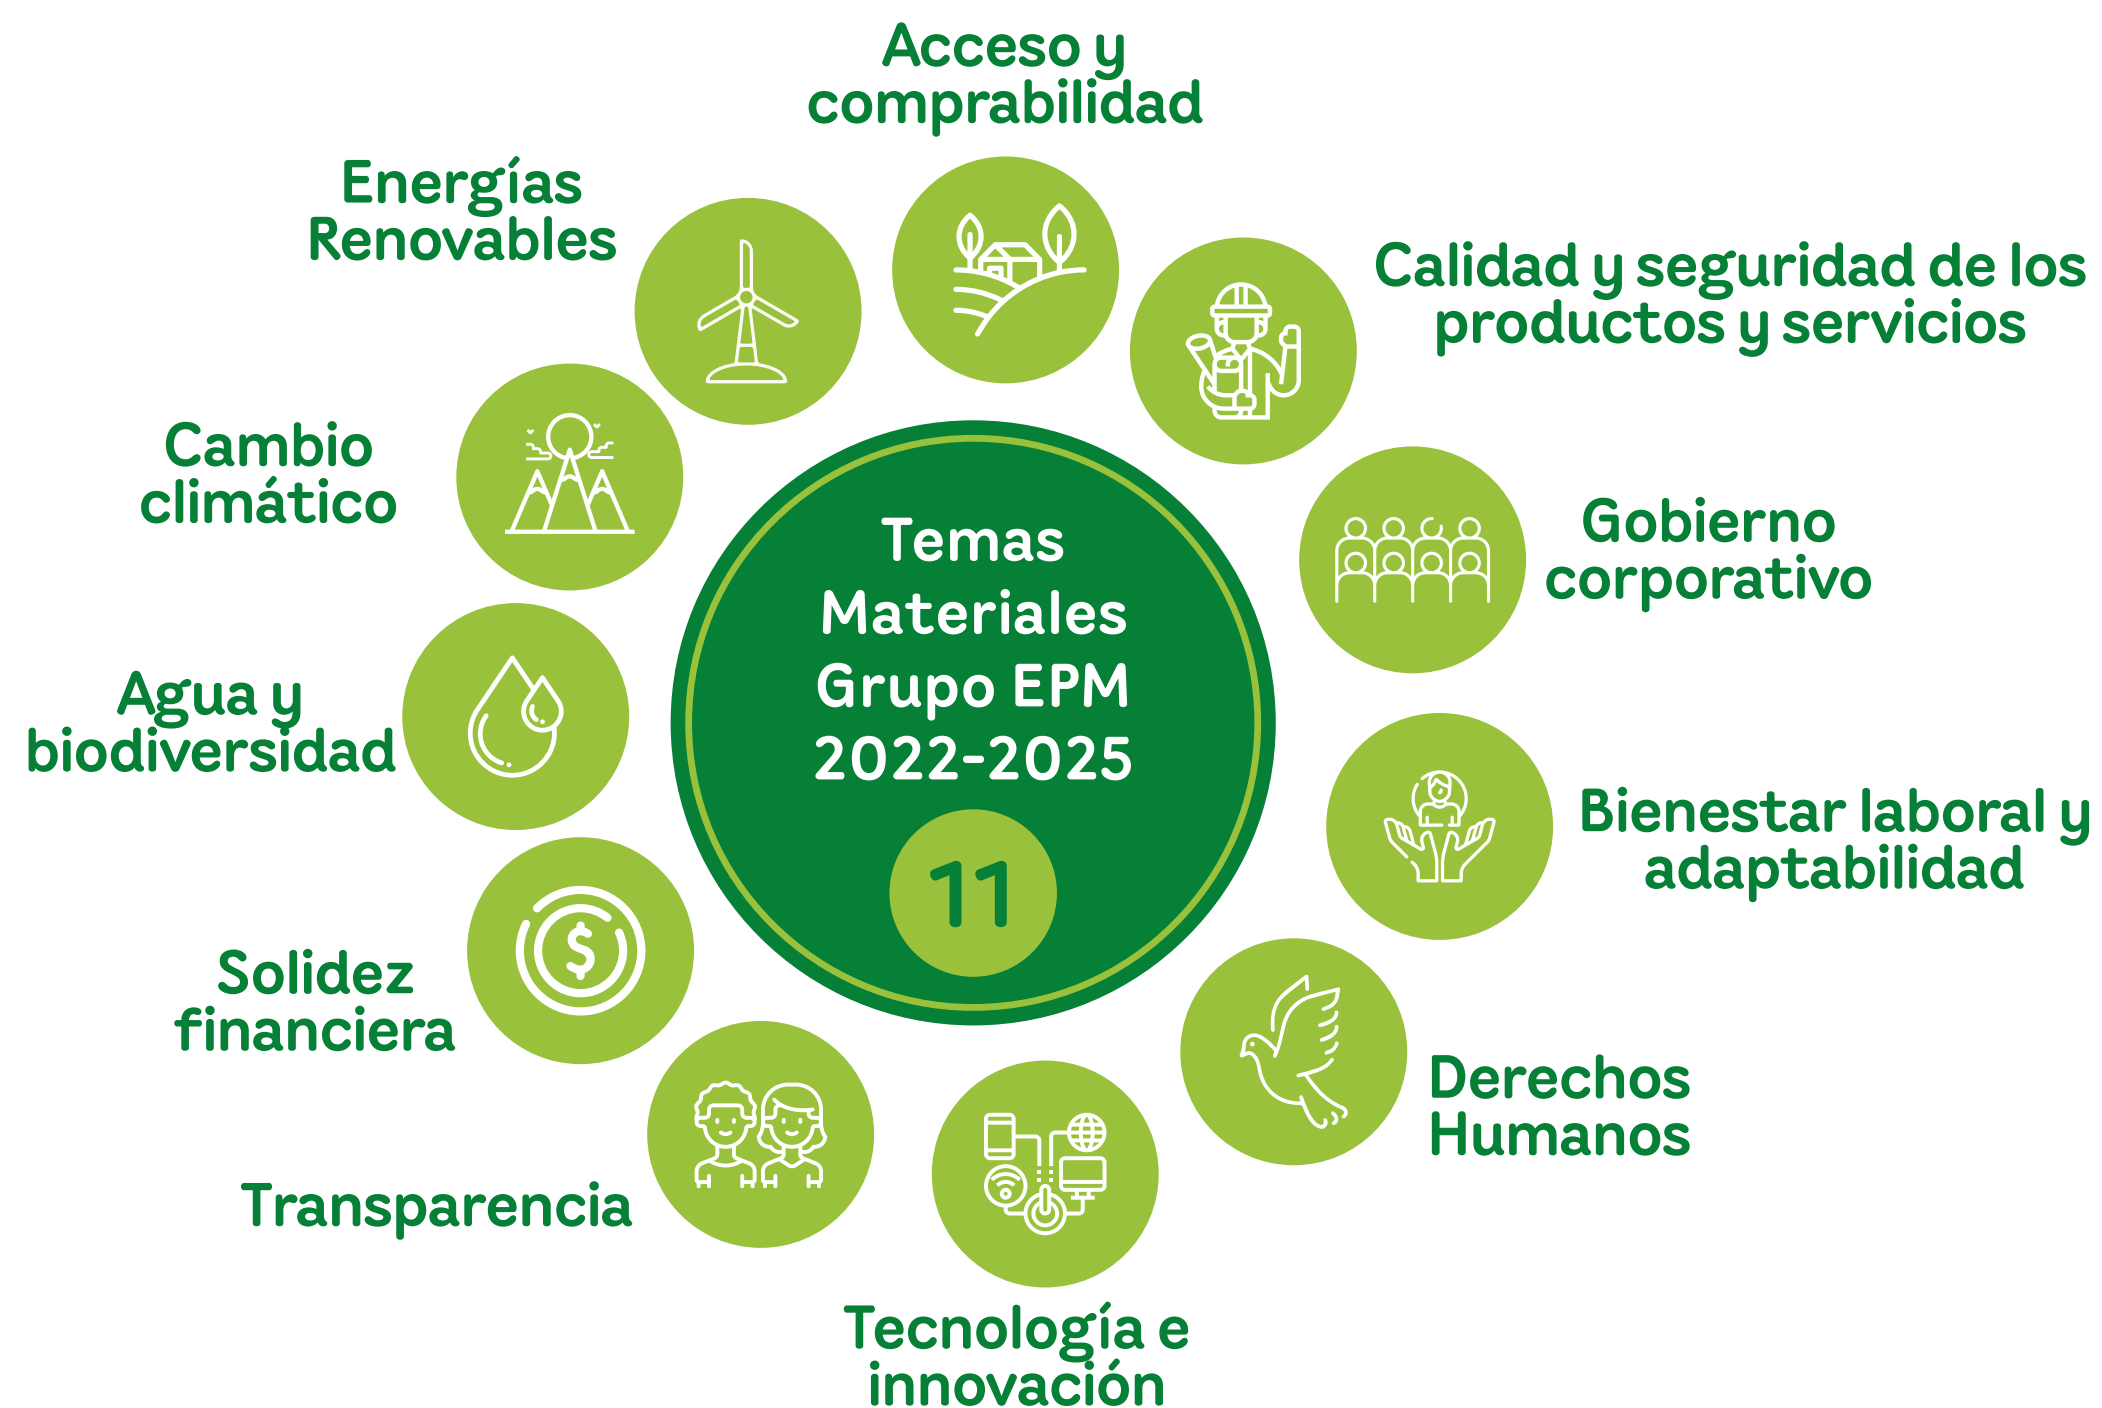 Acceso y
comprabilidad
Energías
Renovables
Calidad y seguridad de los
productos y servicios
Cambio
climático
Gobierno
corporativo
Temas
Materiales
Grupo EPM
2022-2025
11
Agua y
biodiversidad
Bienestar laboral y
adaptabilidad
Solidez
financiera
Derechos
Humanos
Transparencia
Tecnología e
innovación